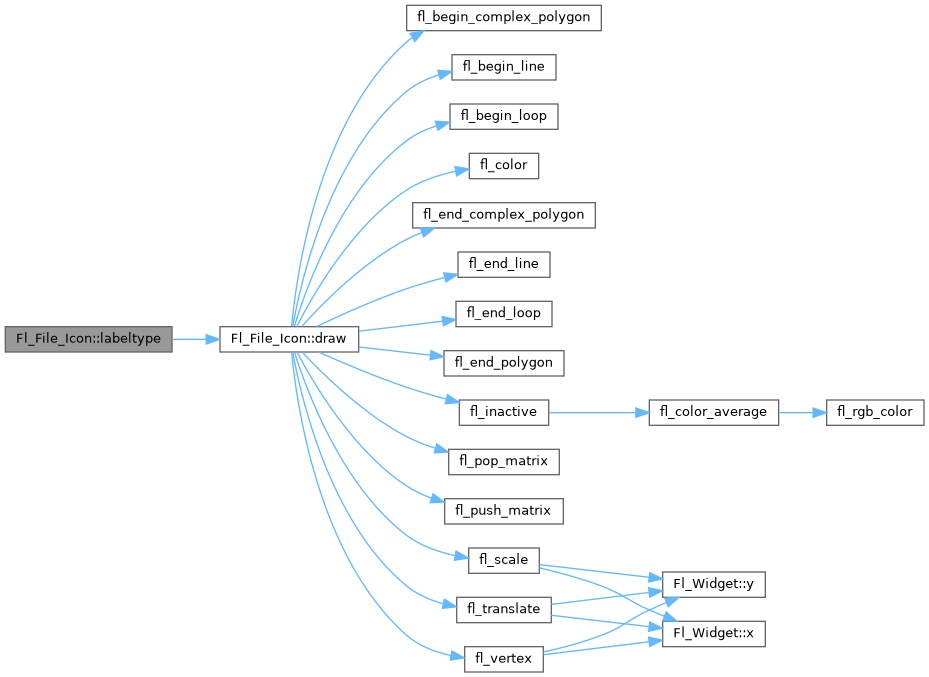 fl_begin_complex_polygon
fl_begin_line
fl_begin_loop
fl_color
fl_end_complex_polygon
fl_end_line
fl_end_loop
Fl_File_Icon::labeltype
Fl_File_Icon::draw
fl_end_polygon
fl_inactive
fl_color_average
fl_rgb_color
fl_pop_matrix
fl_push_matrix
fl_scale
Fl_Widget::y
fl_translate
Fl_Widget::x
fl_vertex